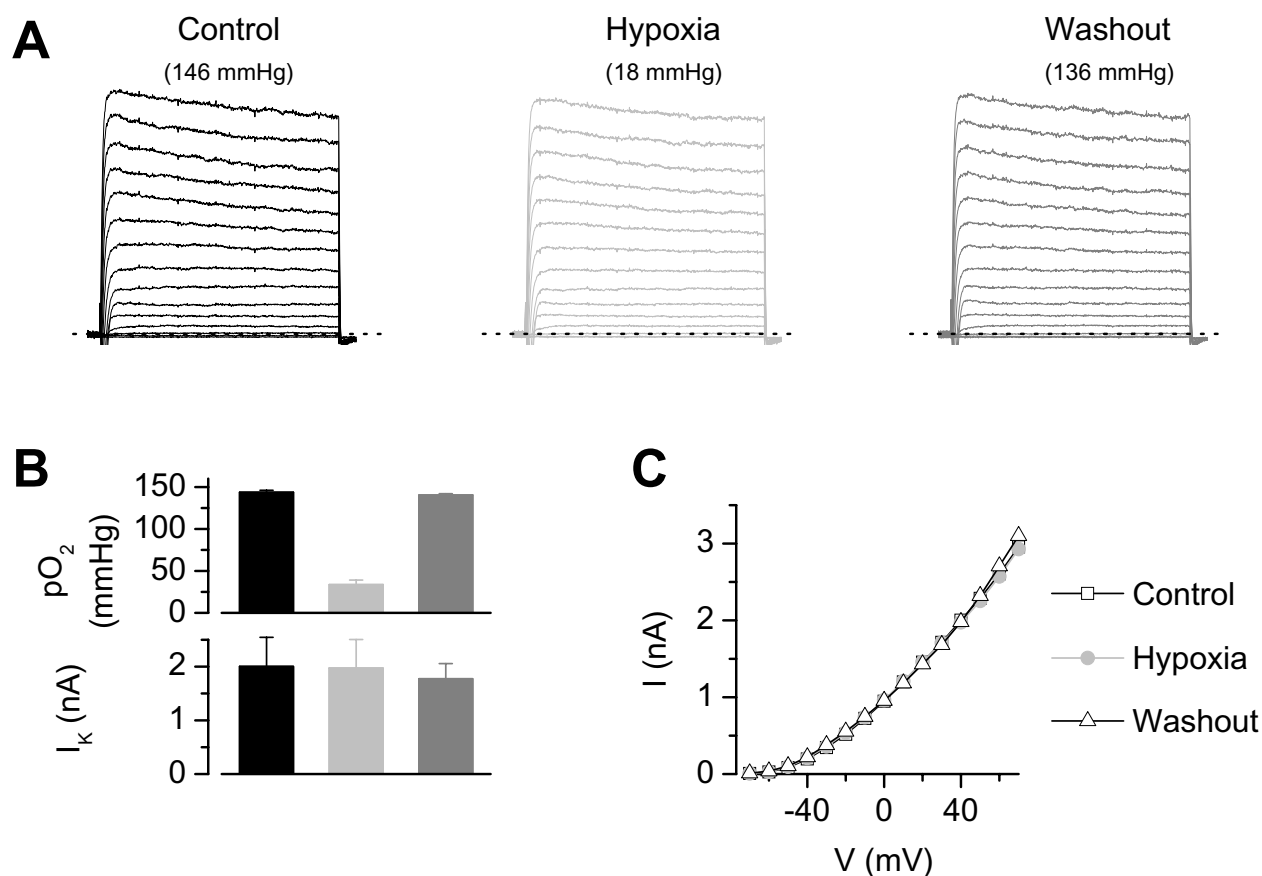 A
Control
(146 mmHg)
Hypoxia
(18 mmHg)
Washout
(136 mmHg)
B
150
100
50
0
pO2
(mmHg)
2
1
0
IK (nA)
C
3
2
1
0
I (nA)
-40
0
40
V (mV)
Control
Hypoxia
Washout